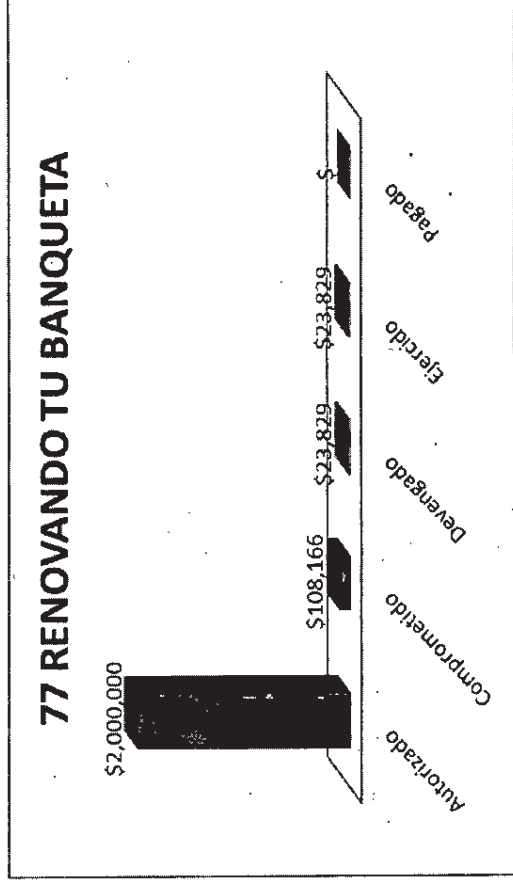 77 RENOVANDO TU BANQUETA
$2,000,000
$108,166
$23,829
$23,829
$
Autorizado
Comprometido
Devengado
Ejercido
Pagado